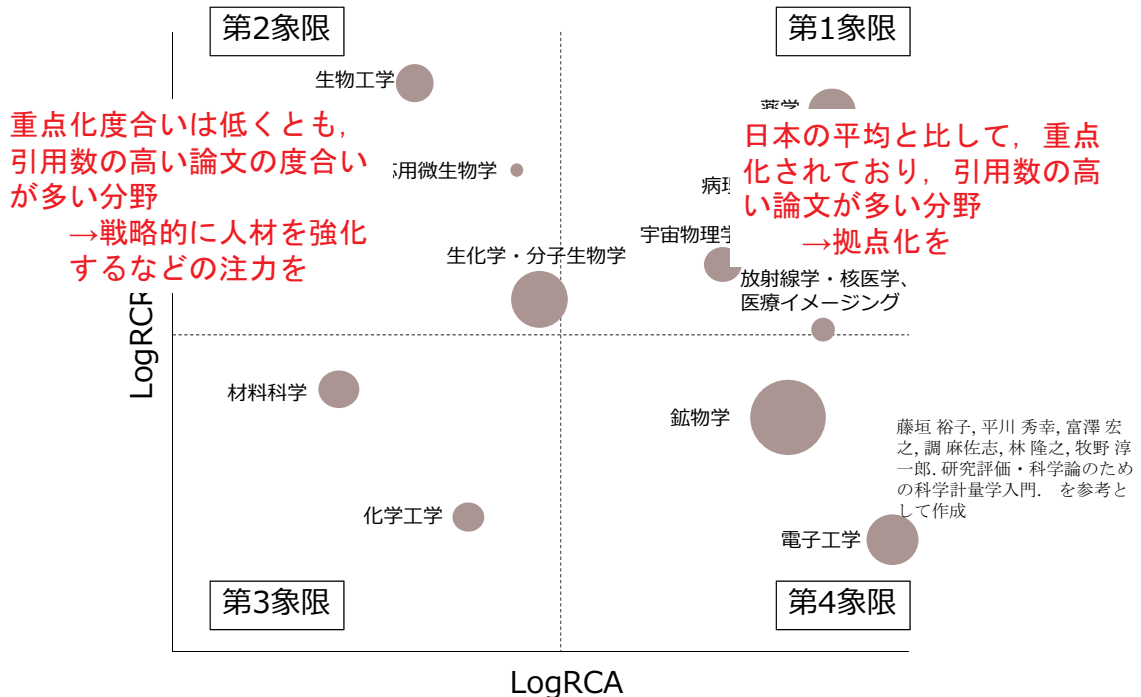 第2象限
第1象限
生物工学
薬学
重点化度合いは低くとも,
引用数の高い論文の度合い
が多い分野
→戦略的に人材を強化
するなどの注力を
用微生物学
日本の平均と比して, 重点
化されており, 引用数の高
い論文が多い分野
→拠点化を
病理
宇宙物理学
生化学・分子生物学
放射線学・核医学、
医療イメージング
LogRCR
材料科学
鉱物学
藤垣 裕子, 平川 秀幸, 富澤 宏
之, 調 麻佐志, 林 隆之, 牧野 淳
一郎. 研究評価・科学論のため
の科学計量学入門. を参考と
して作成
化学工学
電子工学
第3象限
第4象限
LogRCA